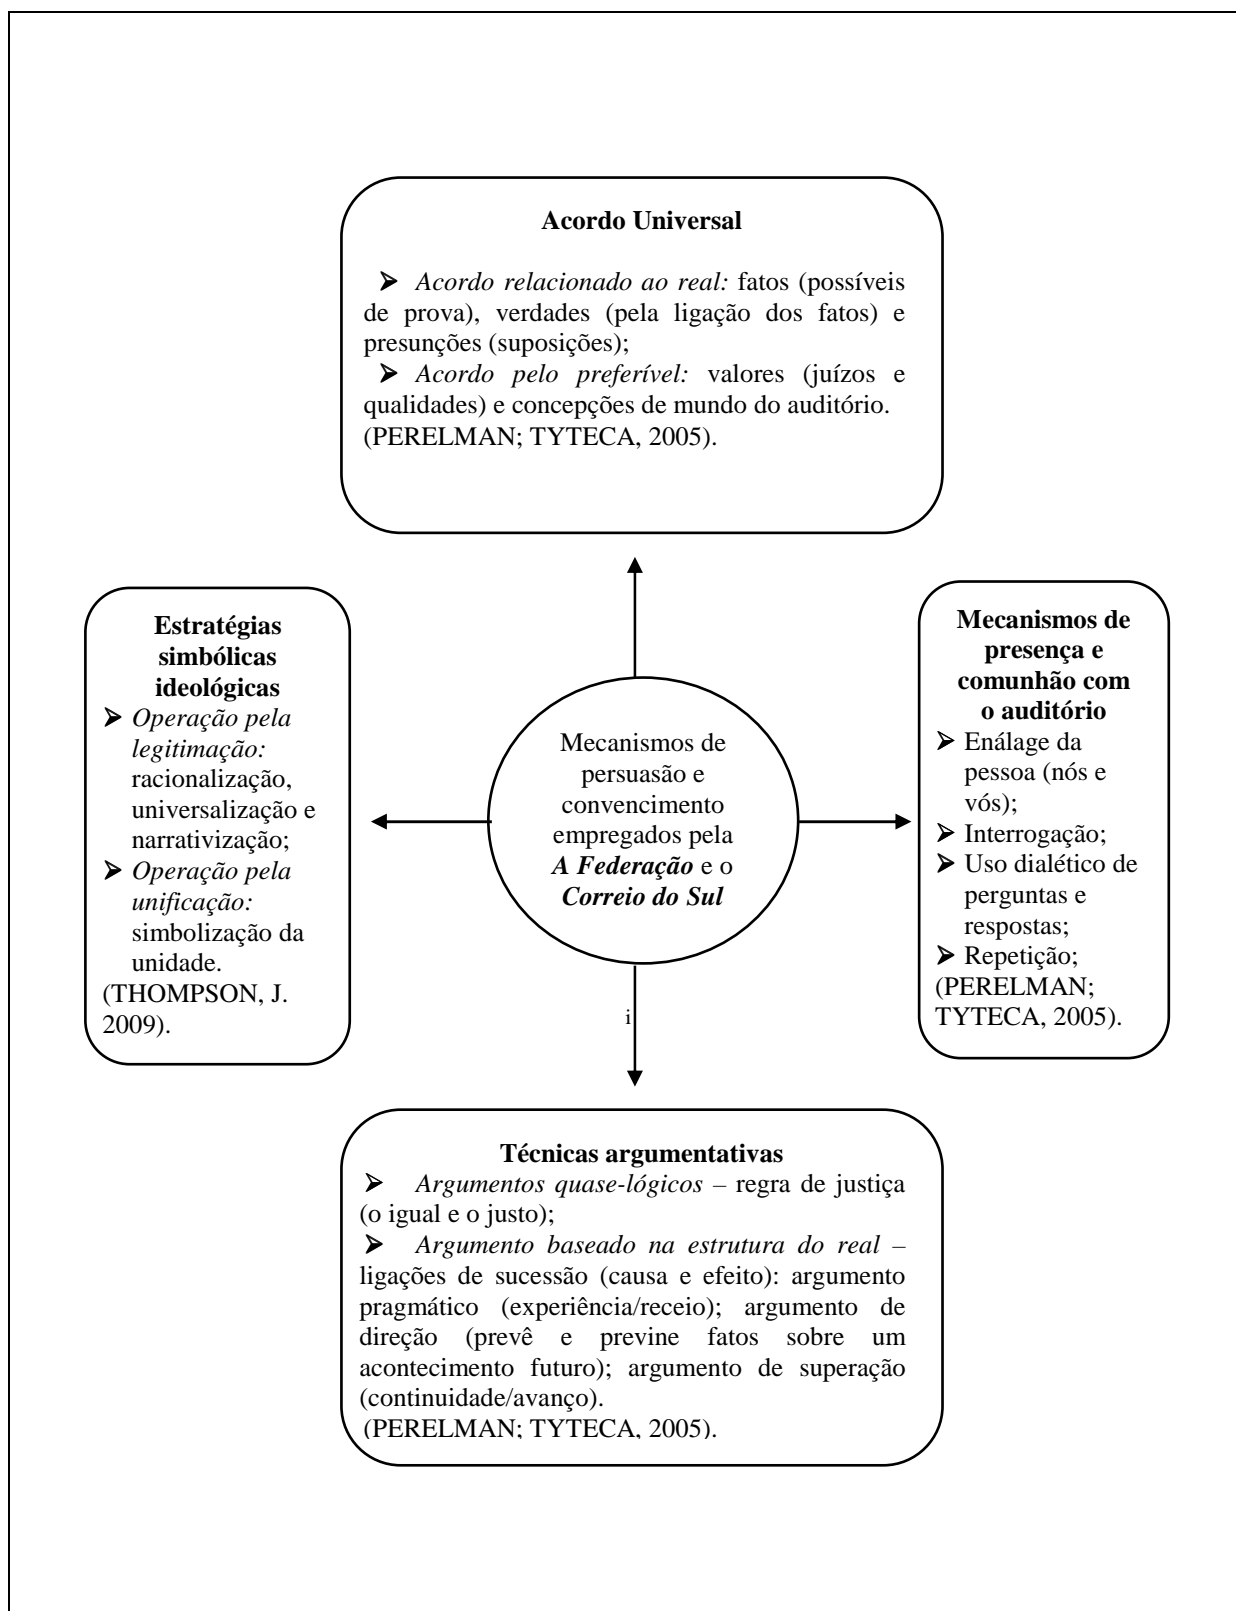 Acordo Universal
➢ Acordo relacionado ao real: fatos (possíveis
de prova), verdades (pela ligação dos fatos) e
presunções (suposições);
➢ Acordo pelo preferível: valores (juízos e
qualidades) e concepções de mundo do auditório.
(PERELMAN; TYTECA, 2005).
Estratégias
simbólicas
ideológicas
➢ Operação pela
legitimação:
racionalização,
universalização e
narrativização;
➢ Operação pela
unificação:
simbolização da
unidade.
(THOMPSON, J.
2009).
Mecanismos de
persuasão e
convencimento
empregados pela
A Federação e o
Correio do Sul
Mecanismos de
presença e
comunhão com
o auditório
➢ Enálage da
pessoa (nós e
vós);
➢ Interrogação;
➢ Uso dialético de
perguntas e
respostas;
➢ Repetição;
(PERELMAN;
TYTECA, 2005).
i
Técnicas argumentativas
➢ Argumentos quase-lógicos – regra de justiça
(o igual e o justo);
➢ Argumento baseado na estrutura do real –
ligações de sucessão (causa e efeito): argumento
pragmático (experiência/receio); argumento de
direção (prevê e previne fatos sobre um
acontecimento futuro); argumento de superação
(continuidade/avanço).
(PERELMAN; TYTECA, 2005).